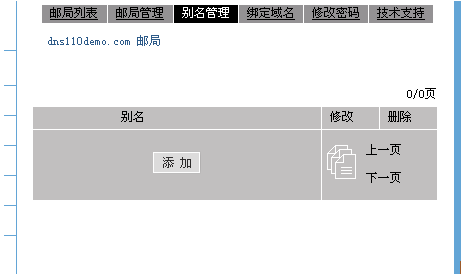 邮局列表 邮局管理 别名管理 绑定域名 修改密码 技术支持
dns110demo.com 邮局
0/0页
别名 修改 删除
添 加
上一页
下一页